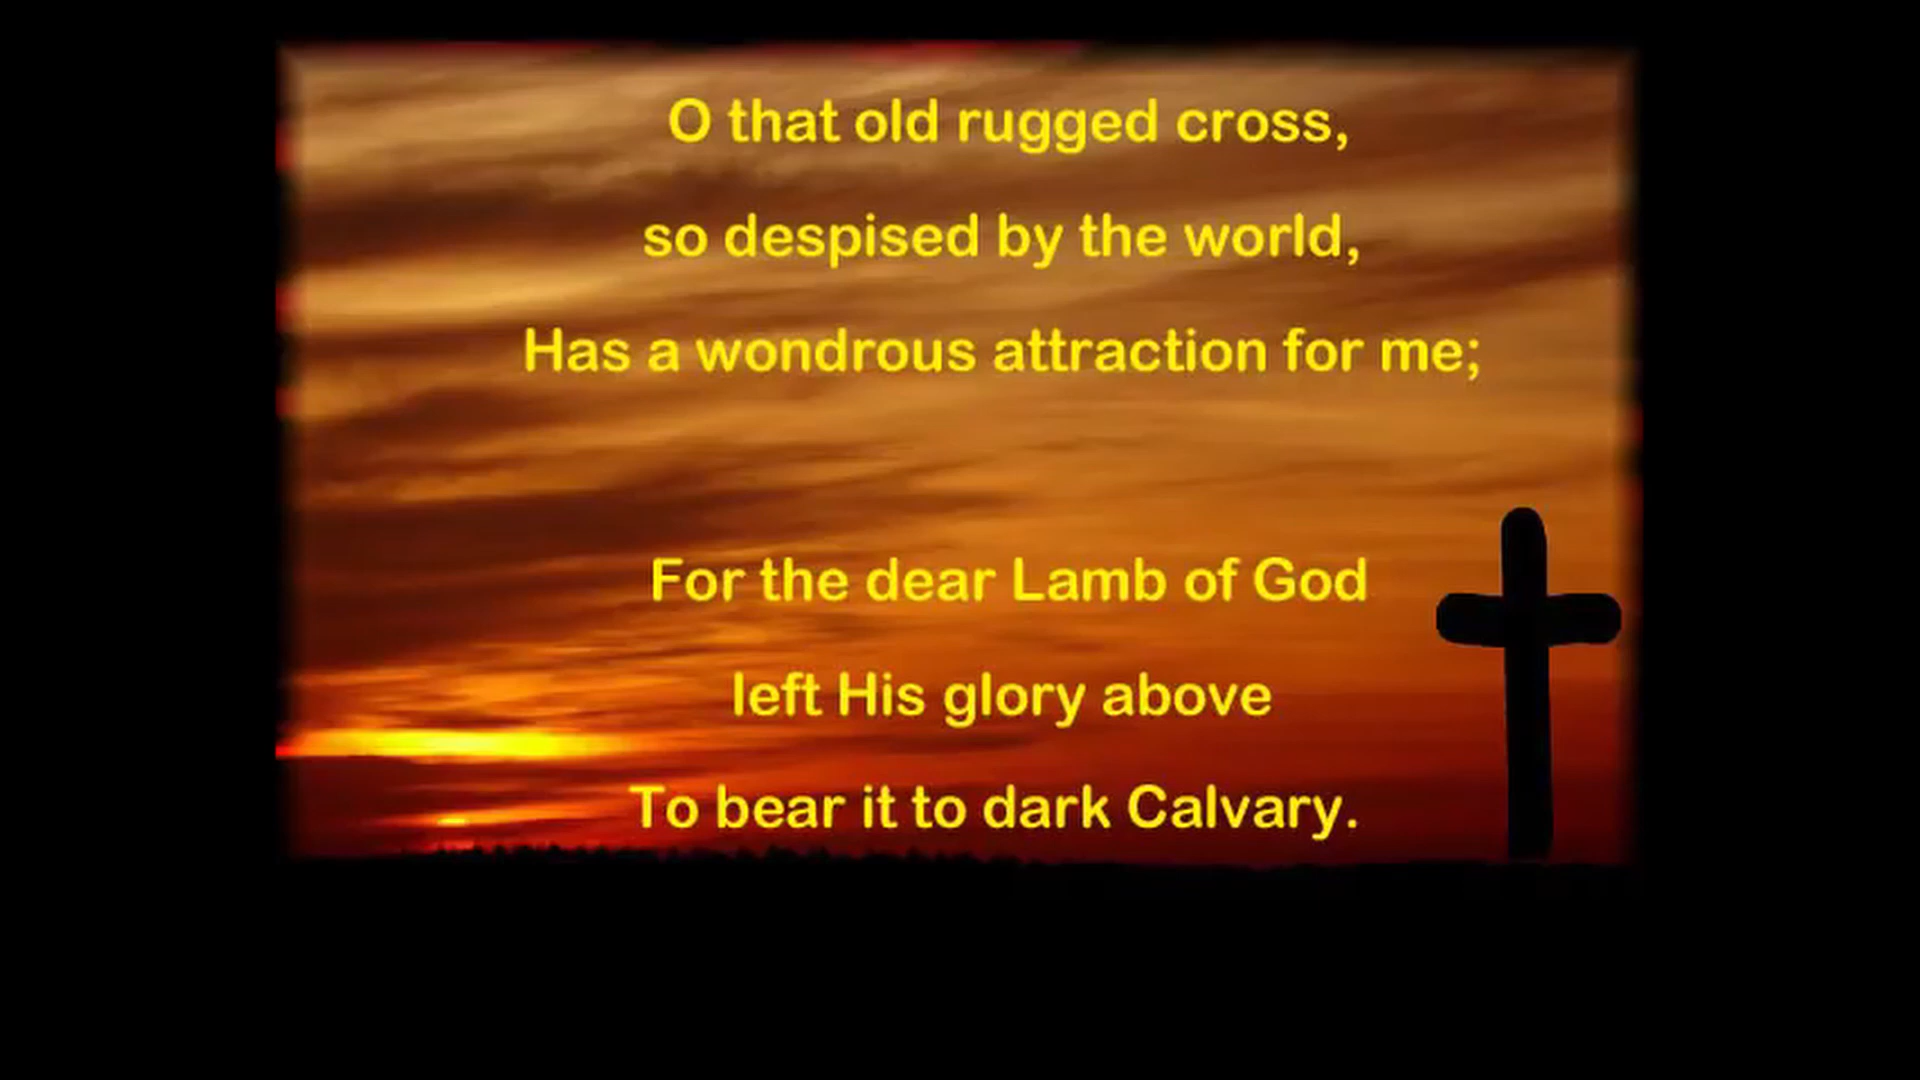 O that old rugged cross,
so despised by the world,
Has a wondrous attraction for me;
For the dear Lamb of God
left His glory above
To bear it to dark Calvary.